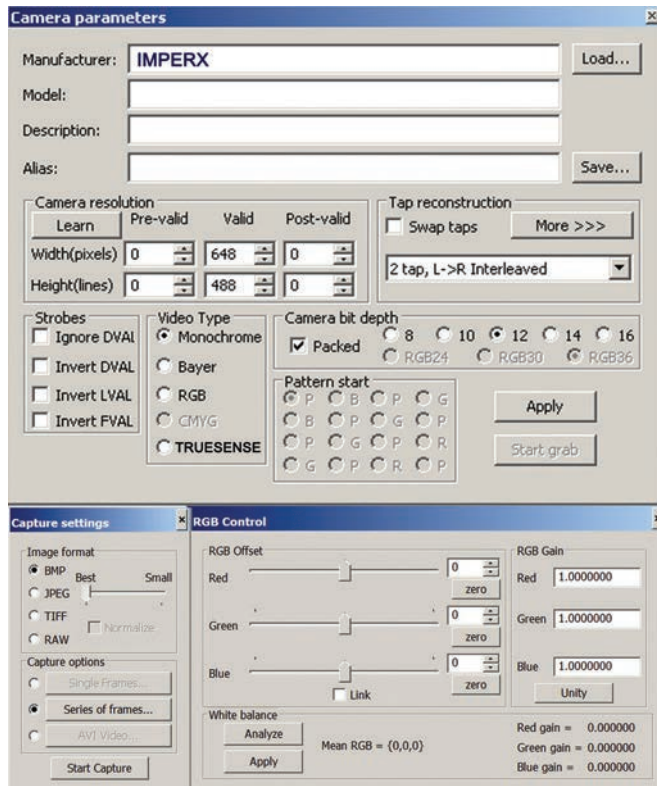 Camera parameters
Manufacturer: IMPERX Load...
Model:
Description:
Alias: Save...
Camera resolution
Learn Pre-valid Valid Post-valid
Width(pixels) 0 648 0
Height(lines) 0 488 0
Tap reconstruction
Swap taps More >>>
2 tap, L->R Interleaved
Strobes
Ignore DVAL
Invert DVAL
Invert LVAL
Invert FVAL
Video Type
Monochrome
Bayer
RGB
CMYG
TRUESENSE
Camera bit depth
Packed 8 10 12 14 16
RGB24 RGB30 RGB36
Pattern start
P B P G
B P G P
P G P R
G P R P
Apply
Start grab
Capture settings
Image format
BMP Best Small
JPEG
TIFF Normalize
RAW
Capture options
Single Frames...
Series of frames...
AVI Video...
Start Capture
RGB Control
RGB Offset
Red 0
zero
Green 0
zero
Blue 0
Link zero
RGB Gain
Red 1.0000000
Green 1.0000000
Blue 1.0000000
Unity
White balance
Analyze
Mean RGB = {0,0,0}
Apply
Red gain = 0.000000
Green gain = 0.000000
Blue gain = 0.000000